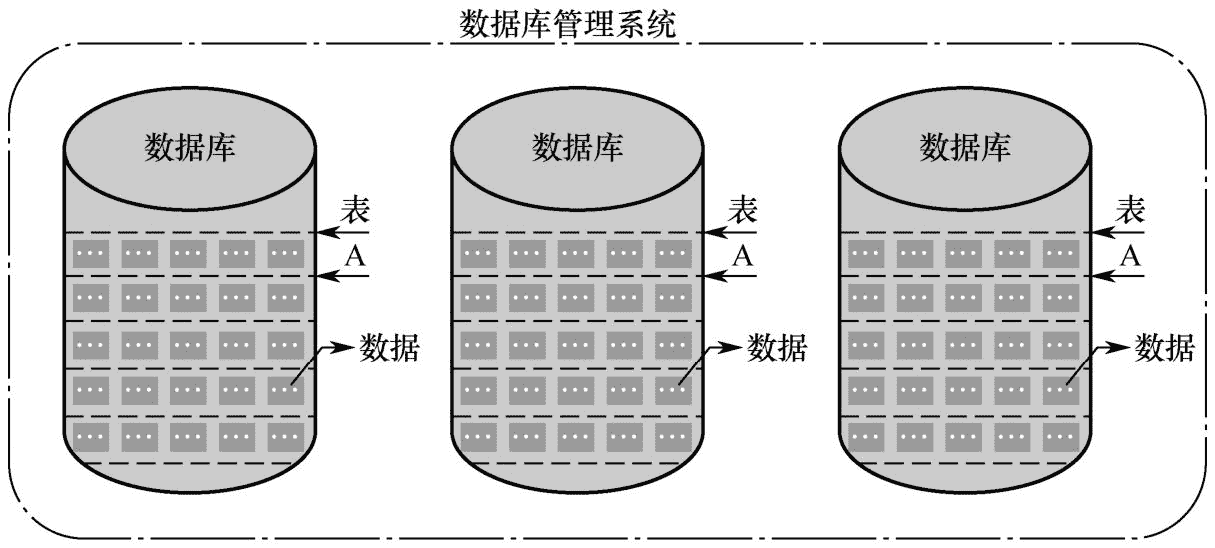 数据库管理系统
数据库 数据库 数据库
表 表 表
A A A
数据 数据 数据